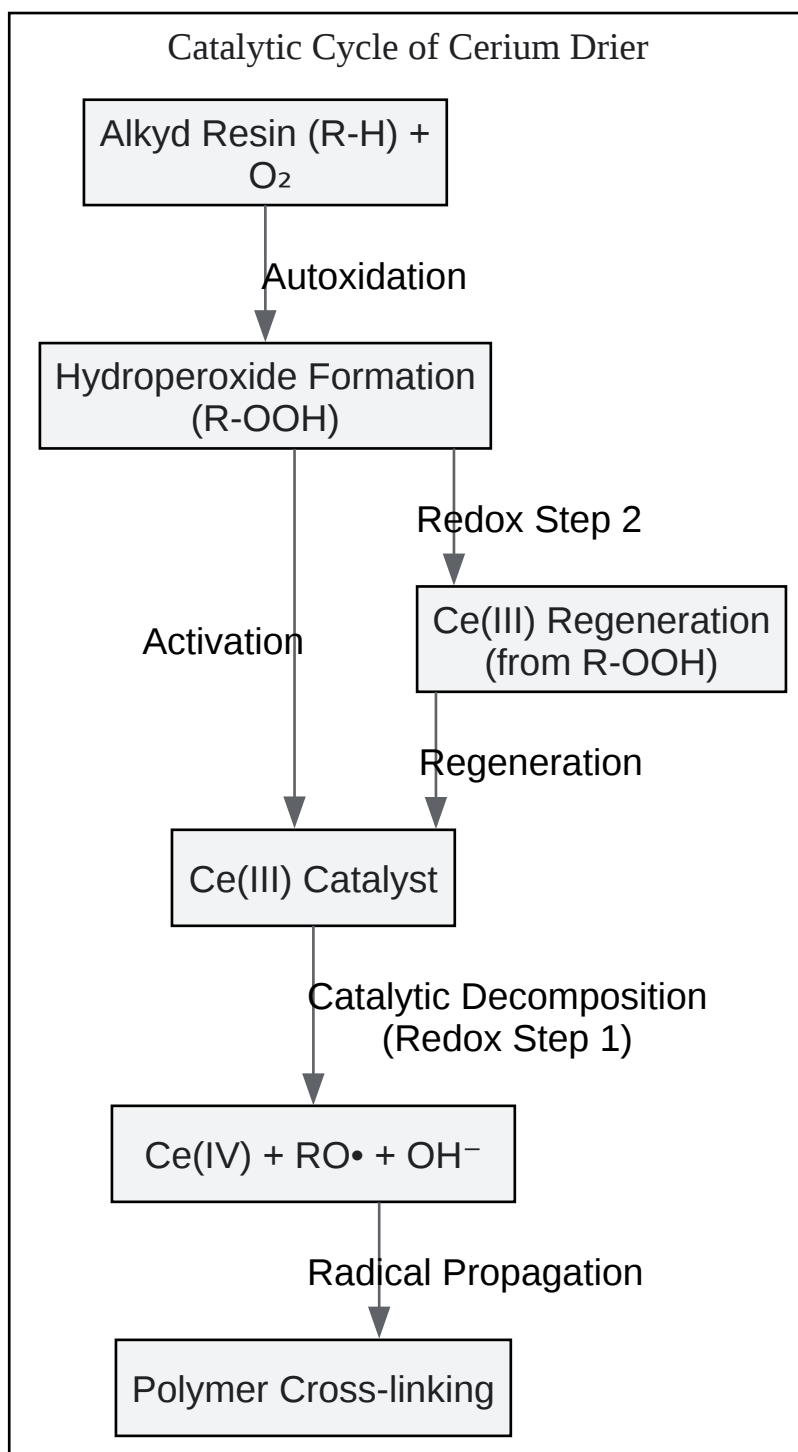 Catalytic Cycle of Cerium Drier
Alkyd Resin (R-H) +
O₂
Autoxidation
Hydroperoxide Formation
(R-OOH)
Redox Step 2
Ce(III) Regeneration
(from R-OOH)
Activation
Regeneration
Ce(III) Catalyst
Catalytic Decomposition
(Redox Step 1)
Ce(IV) + RO• + OH⁻
Radical Propagation
Polymer Cross-linking